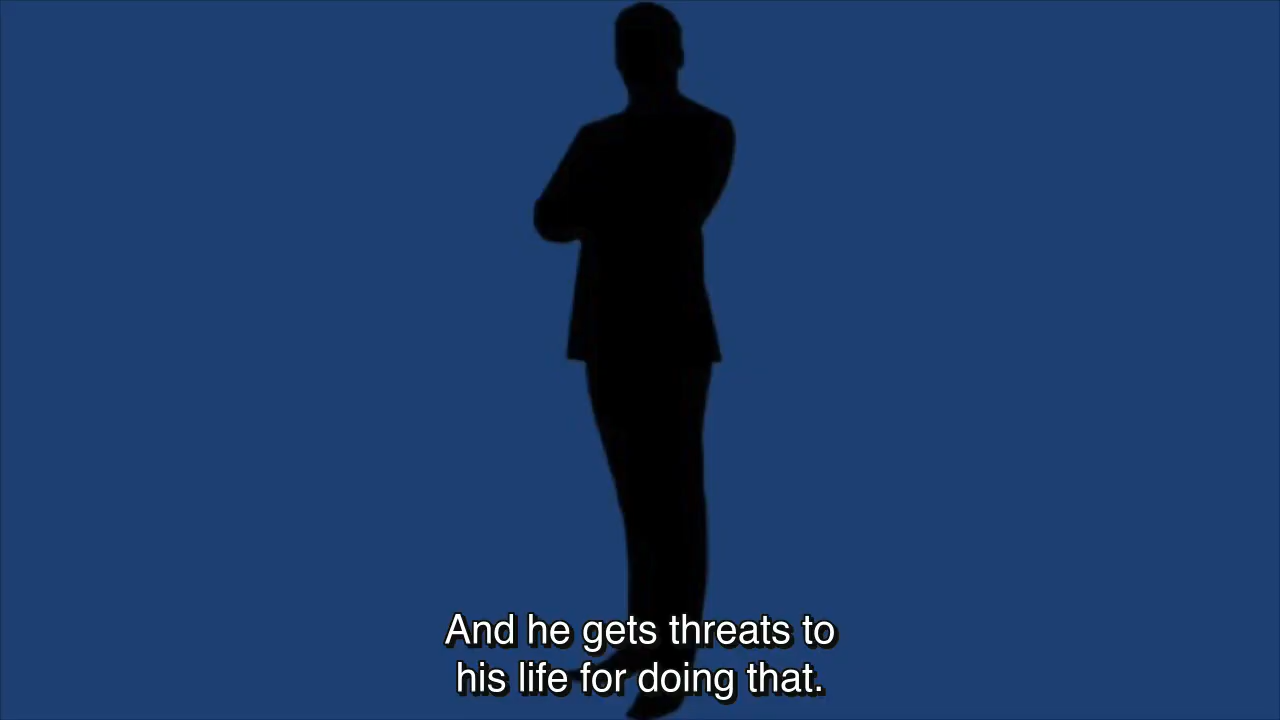 And he gets threats to
his life for doing that.